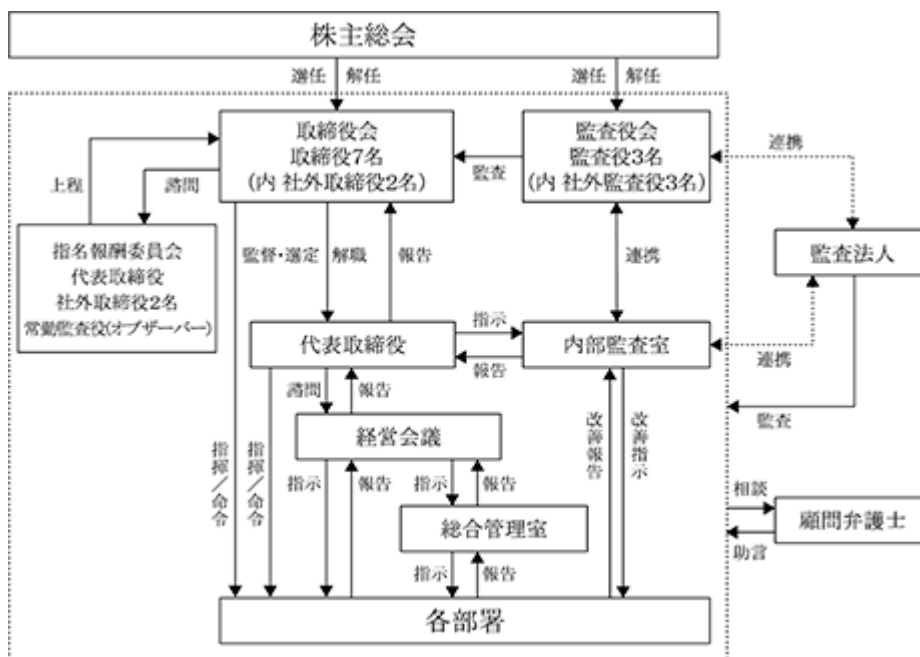 株主総会
選任 解任
選任 解任
取締役会
取締役7名
(内 社外取締役2名)
監査
監査役会
監査役3名
(内 社外監査役3名)
連携
上程
諮問
指名報酬委員会
代表取締役
社外取締役2名
常勤監査役(オブザーバー)
監督・選定 解職
報告
連携
監査法人
代表取締役
指示
報告
内部監査室
連携
監査
諮問
報告
経営会議
指揮/命令
指揮/命令
指示
報告
指示
報告
改善報告
改善指示
総合管理室
相談
顧問弁護士
助言
指示
報告
各部署